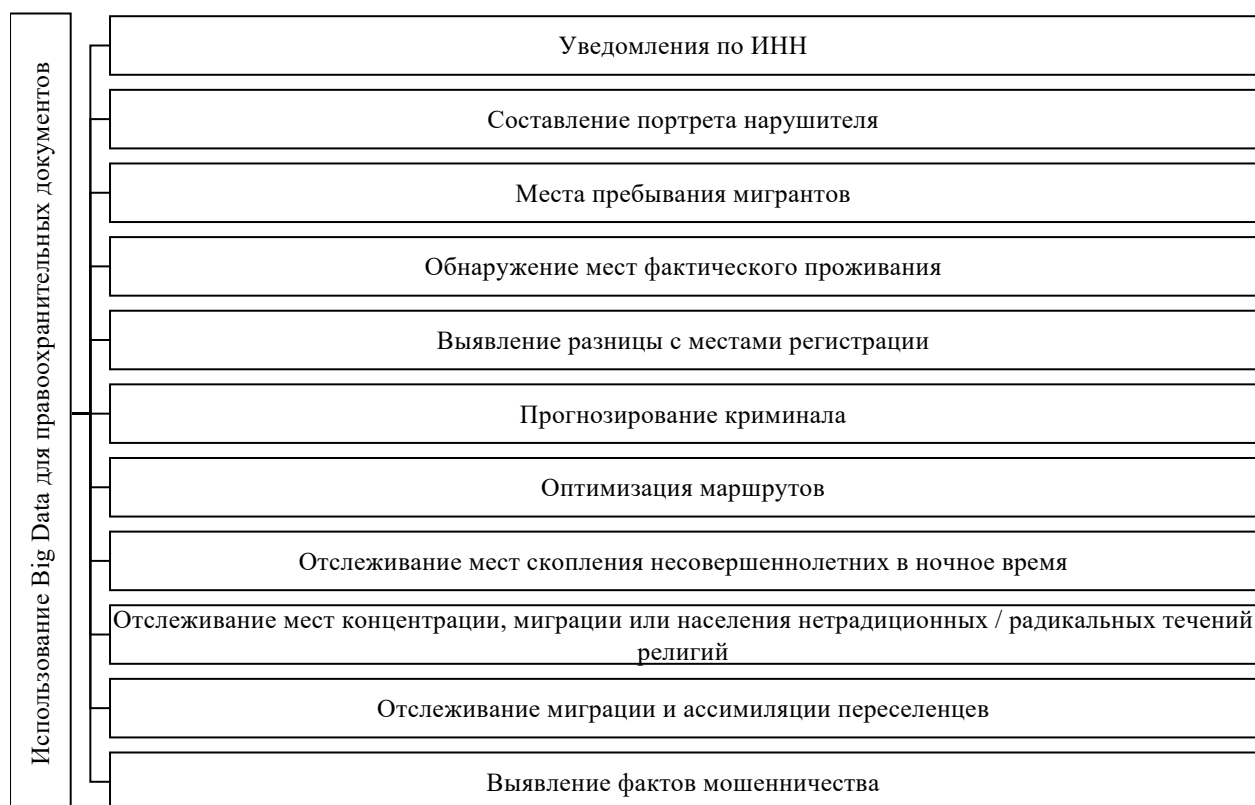 Использование Big Data для правоохранительных документов
Уведомления по ИНН
Составление портрета нарушителя
Места пребывания мигрантов
Обнаружение мест фактического проживания
Выявление разницы с местами регистрации
Прогнозирование криминала
Оптимизация маршрутов
Отслеживание мест скопления несовершеннолетних в ночное время
Отслеживание мест концентрации, миграции или населения нетрадиционных / радикальных течений
религий
Отслеживание миграции и ассимиляции переселенцев
Выявление фактов мошенничества